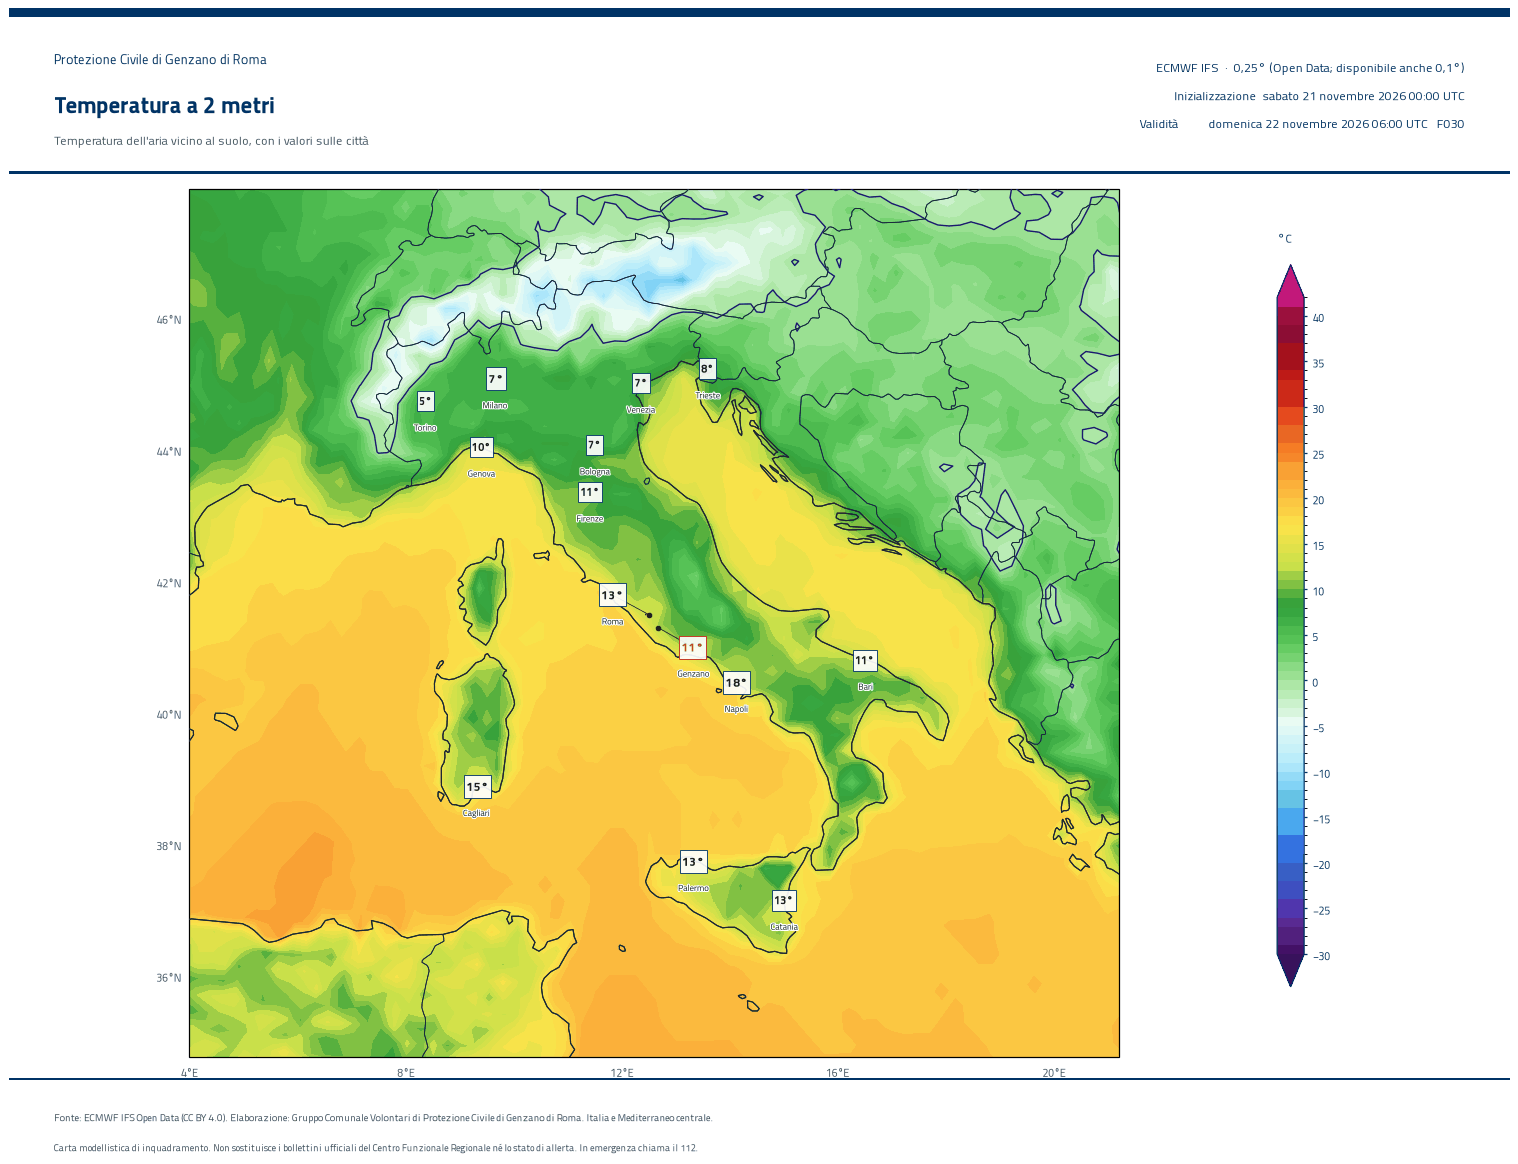 Protezione Civile di Genzano di Roma
Temperatura a 2 metri
Temperatura dell'aria vicino al suolo, con i valori sulle città
ECMWF IFS · 0,25° (Open Data; disponibile anche 0,1°)
Inizializzazione sabato 21 novembre 2026 00:00 UTC
Validità domenica 22 novembre 2026 06:00 UTC F030
46°N
44°N
42°N
40°N
38°N
36°N
4°E
8°E
12°E
16°E
20°E
5°
Torino
7°
Milano
7°
Venezia
8°
Trieste
10°
Genova
7°
Bologna
11°
Firenze
13°
Roma
11°
Genzano
18°
Napoli
11°
Bari
15°
Cagliari
13°
Palermo
13°
Catania
°C
40
35
30
25
20
15
10
5
0
−5
−10
−15
−20
−25
−30
Fonte: ECMWF IFS Open Data (CC BY 4.0). Elaborazione: Gruppo Comunale Volontari di Protezione Civile di Genzano di Roma. Italia e Mediterraneo centrale.
Carta modellistica di inquadramento. Non sostituisce i bollettini ufficiali del Centro Funzionale Regionale né lo stato di allerta. In emergenza chiama il 112.